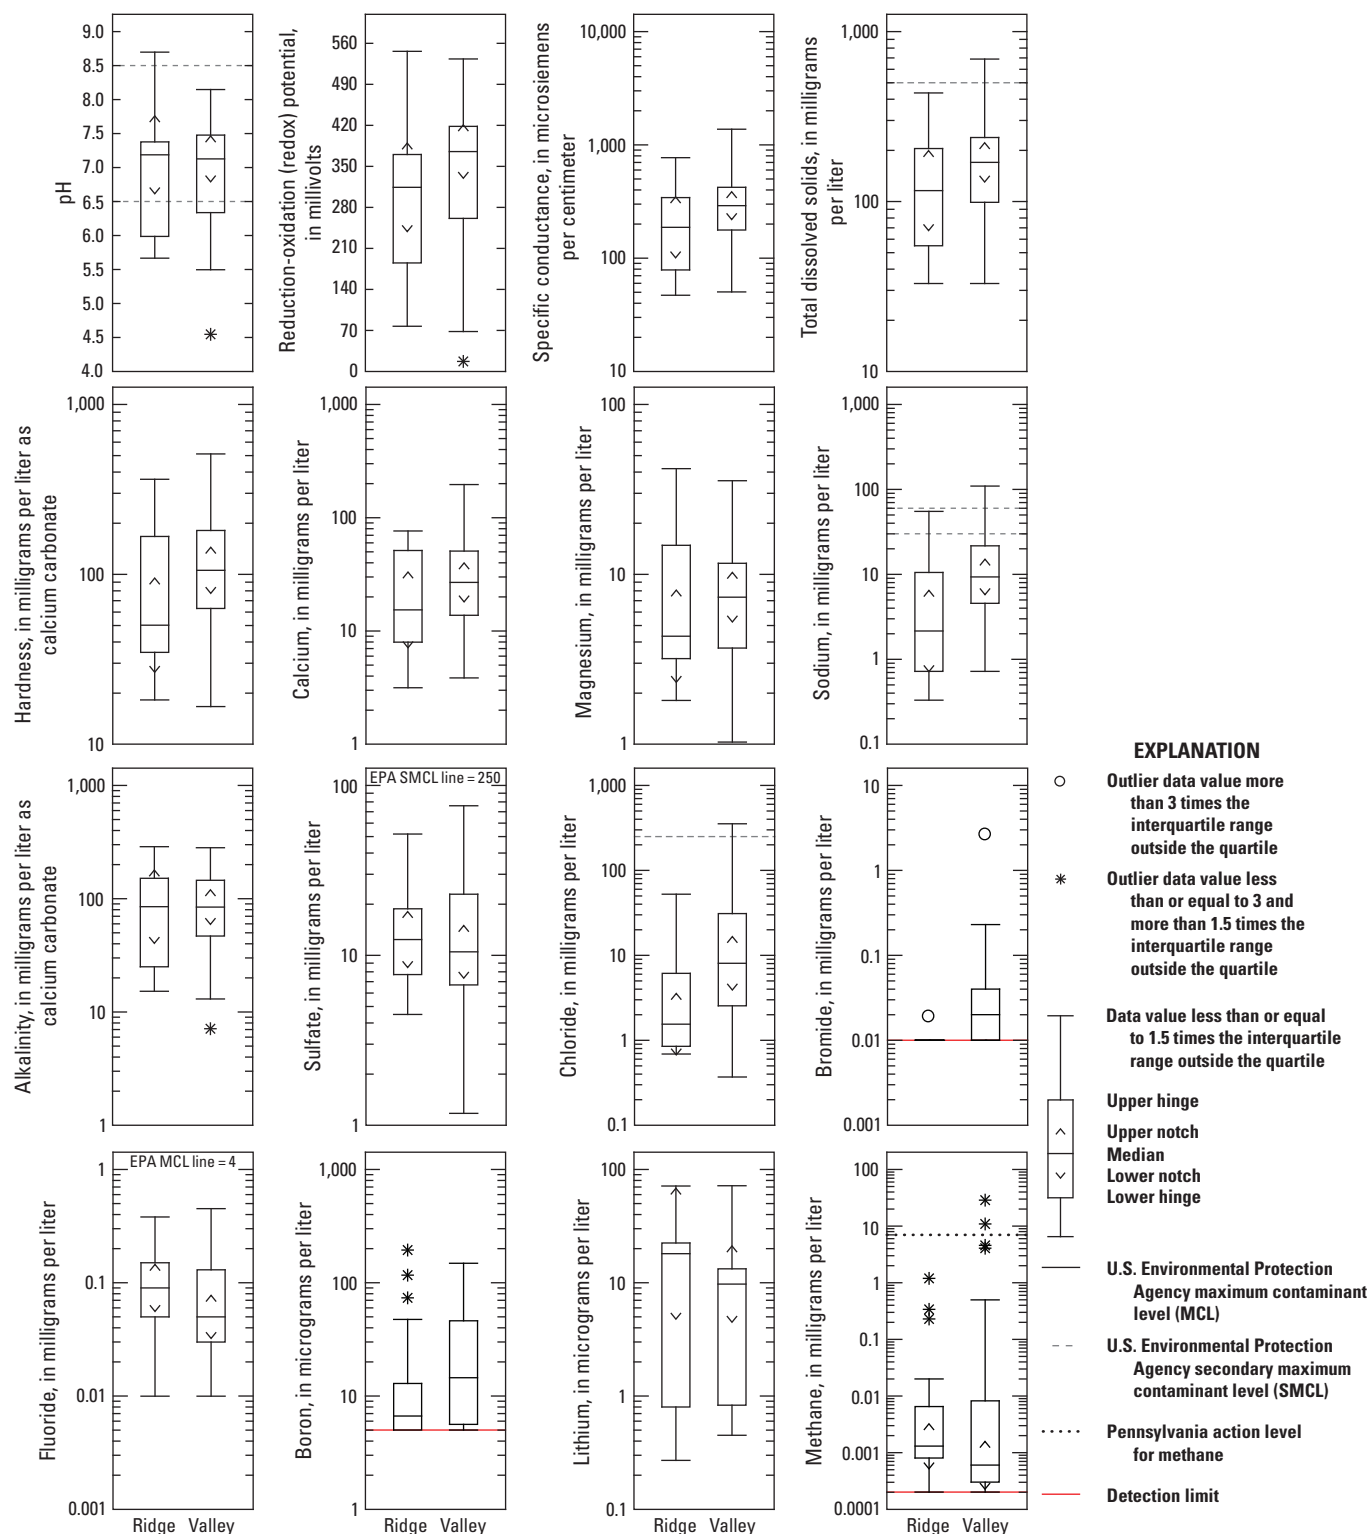 pH
9.0
8.5
8.0
7.5
7.0
6.5
6.0
5.5
5.0
4.5
4.0
Reduction-oxidation (redox) potential,
in millivolts
560
490
420
350
280
210
140
70
0
Specific conductance, in microsiemens
per centimeter
10,000
1,000
100
10
Total dissolved solids, in milligrams
per liter
1,000
100
10
Hardness, in milligrams per liter as
calcium carbonate
1,000
100
10
Calcium, in milligrams per liter
1,000
100
10
1
Magnesium, in milligrams per liter
100
10
1
Sodium, in milligrams per liter
1,000
100
10
1
0.1
Alkalinity, in milligrams per liter as
calcium carbonate
1,000
100
10
1
Sulfate, in milligrams per liter
EPA SMCL line = 250
100
10
1
Chloride, in milligrams per liter
1,000
100
10
1
0.1
Bromide, in milligrams per liter
10
1
0.1
0.01
0.001
Fluoride, in milligrams per liter
EPA MCL line = 4
1
0.1
0.01
0.001
Ridge Valley
Boron, in micrograms per liter
1,000
100
10
1
Ridge Valley
Lithium, in micrograms per liter
100
10
1
0.1
Ridge Valley
Methane, in milligrams per liter
100
10
1
0.1
0.01
0.001
0.0001
Ridge Valley
EXPLANATION
Outlier data value more
than 3 times the
interquartile range
outside the quartile
Outlier data value less
than or equal to 3 and
more than 1.5 times the
interquartile range
outside the quartile
Data value less than or equal
to 1.5 times the interquartile
range outside the quartile
Upper hinge
Upper notch
Median
Lower notch
Lower hinge
U.S. Environmental Protection
Agency maximum contaminant
level (MCL)
U.S. Environmental Protection
Agency secondary maximum
contaminant level (SMCL)
Pennsylvania action level
for methane
Detection limit